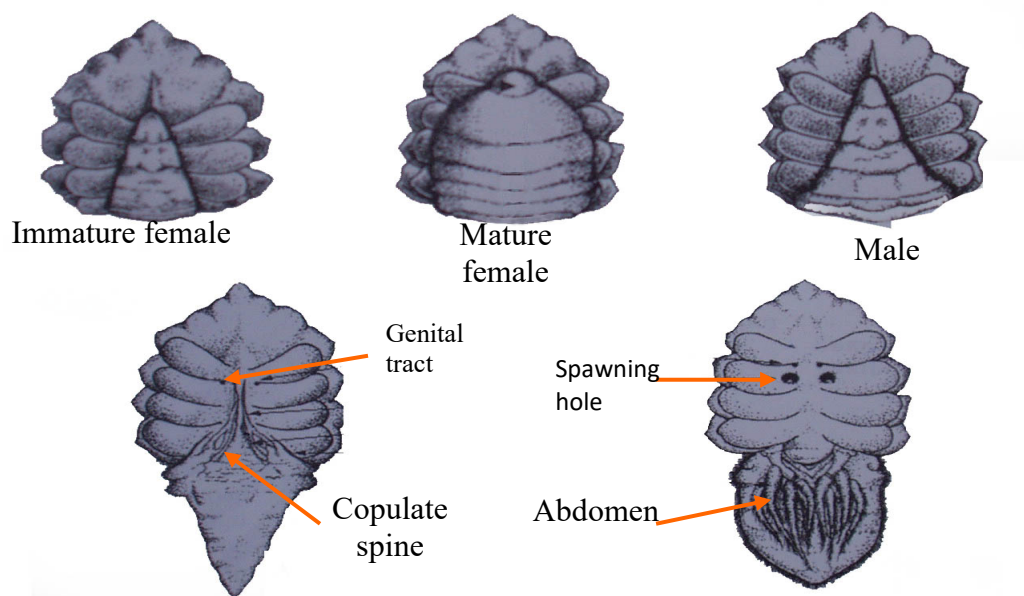 Immature female
Mature
female
Male
Genital
tract
Copulate
spine
Spawning
hole
Abdomen